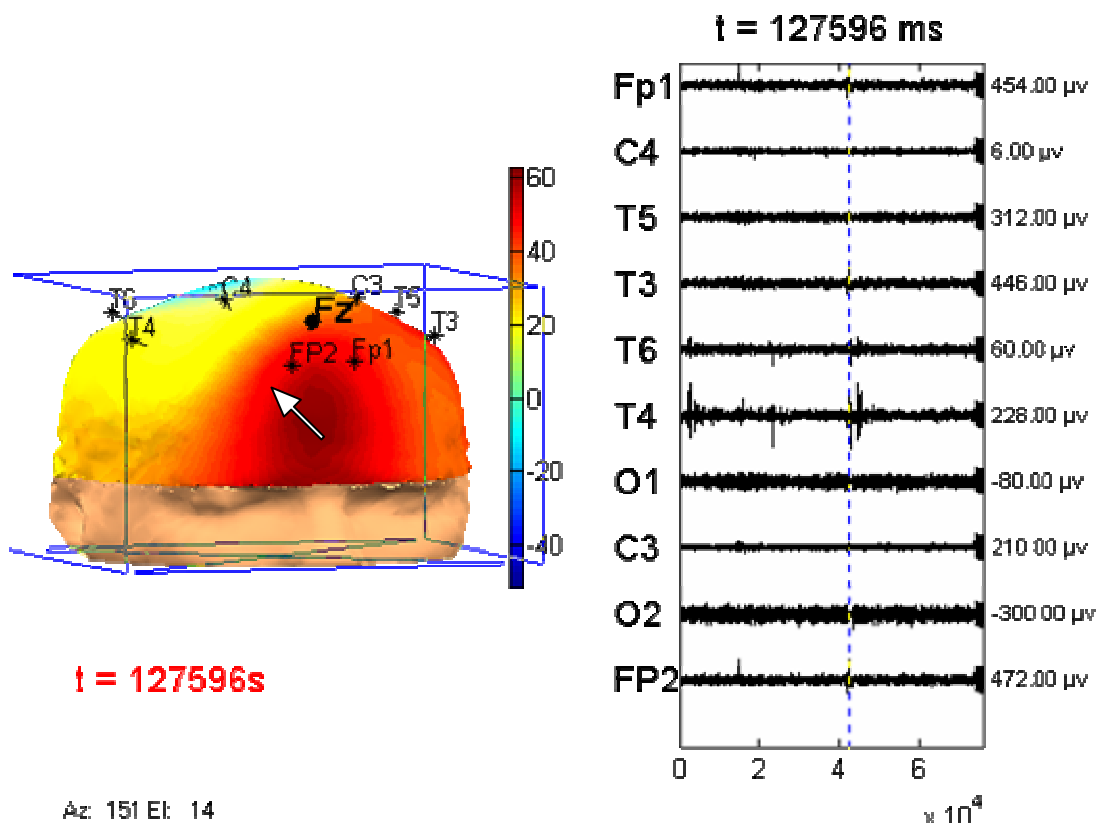 t = 127596 ms
60
40
20
0
-20
-40
T6
T4
C4
C3
T5
T3
Fz
FP2
Fp1
t = 127596s
Az: 151 El: 14
Fp1 454.00 µv
C4 6.00 µv
T5 312.00 µv
T3 446.00 µv
T6 60.00 µv
T4 228.00 µv
O1 -80.00 µv
C3 210.00 µv
O2 -300.00 µv
FP2 472.00 µv
0 2 4 6
x 10^4